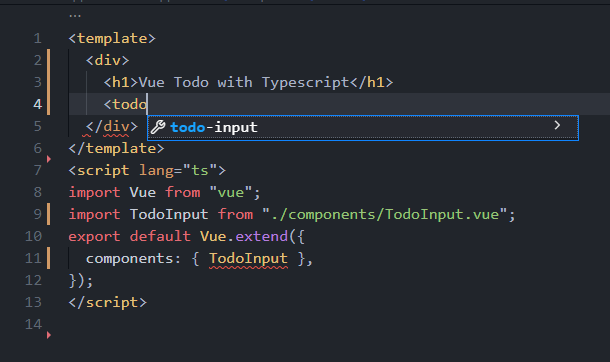 ...
1 <template>
2 <div>
3 <h1>Vue Todo with Typescript</h1>
4 <todo
todo-input
5 </div>
6 </template>
7 <script lang="ts">
8 import Vue from "vue";
9 import TodoInput from "./components/TodoInput.vue";
10 export default Vue.extend({
11 components: { TodoInput },
12 });
13 </script>
14